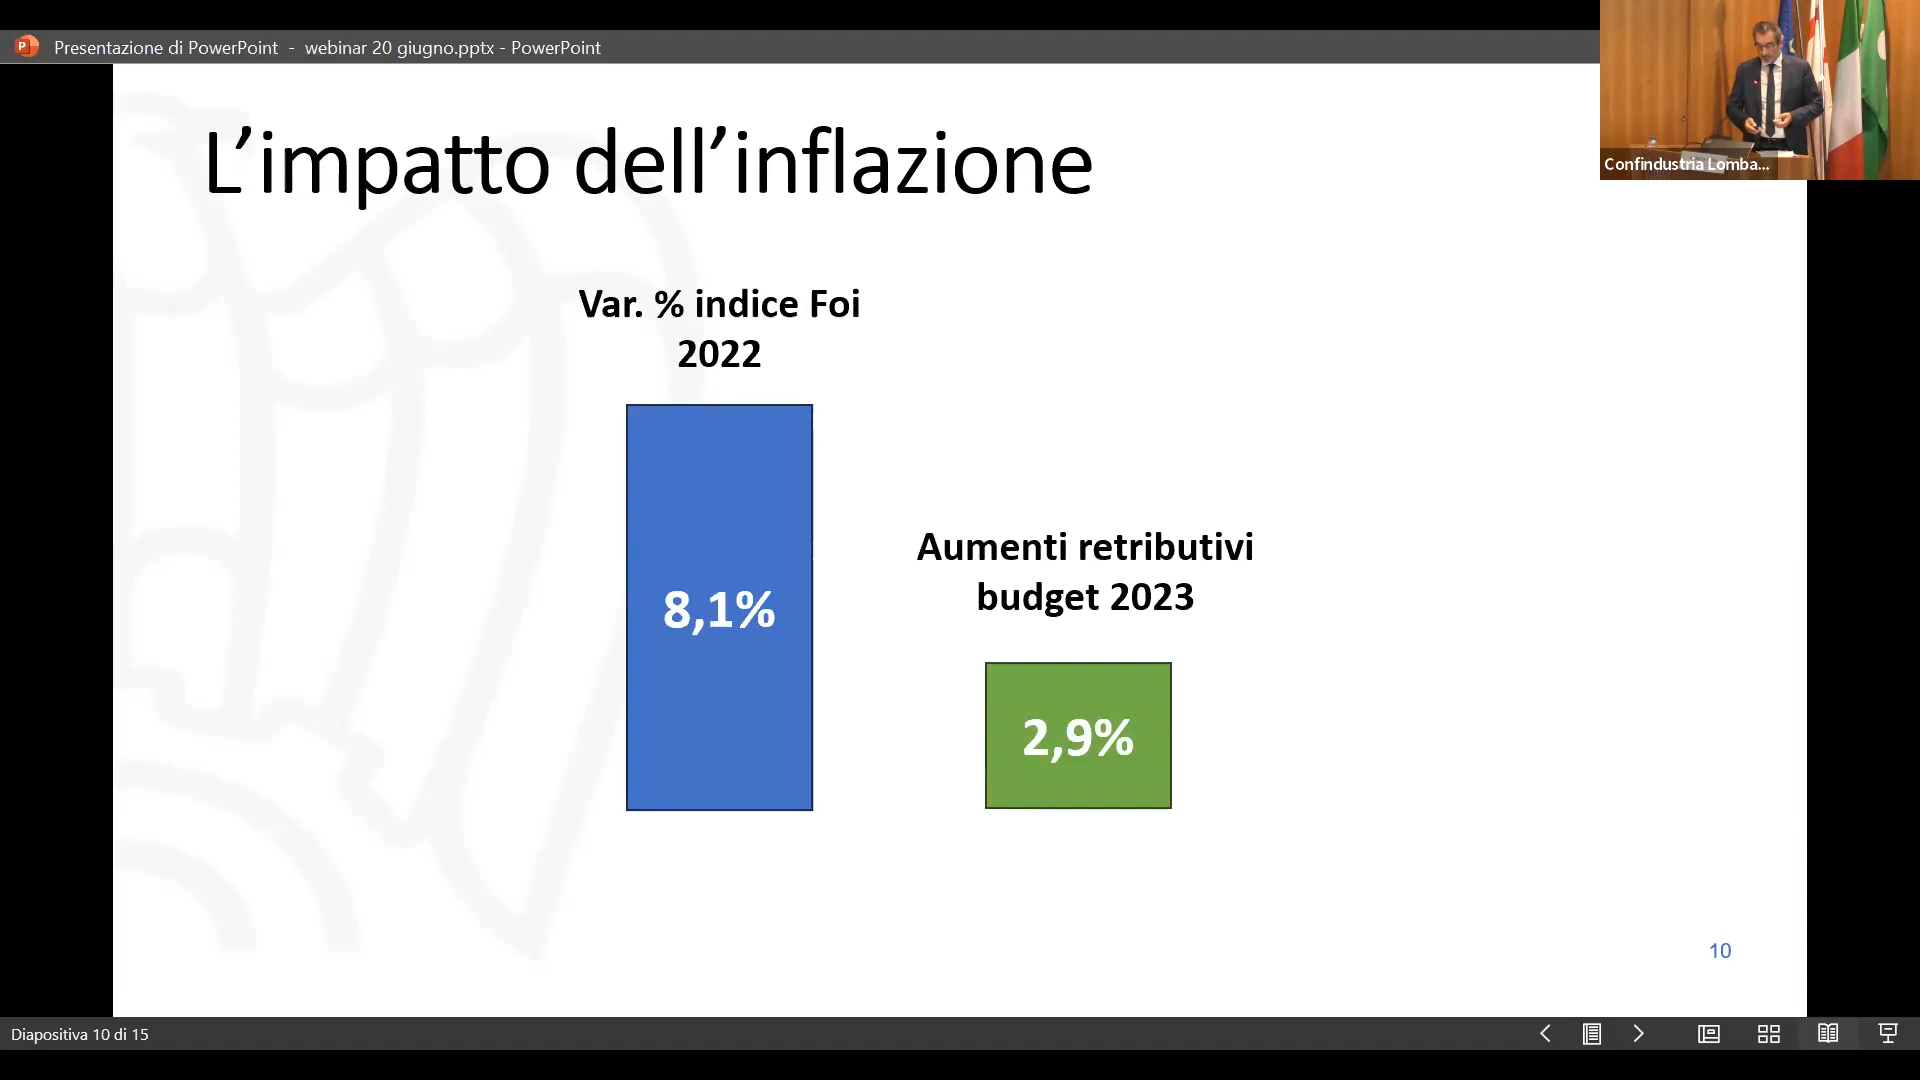 Presentazione di PowerPoint - webinar 20 giugno.pptx - PowerPoint
Confindustria Lomba...
L’impatto dell’inflazione
Var. % indice Foi
2022
8,1%
Aumenti retributivi
budget 2023
2,9%
10
Diapositiva 10 di 15